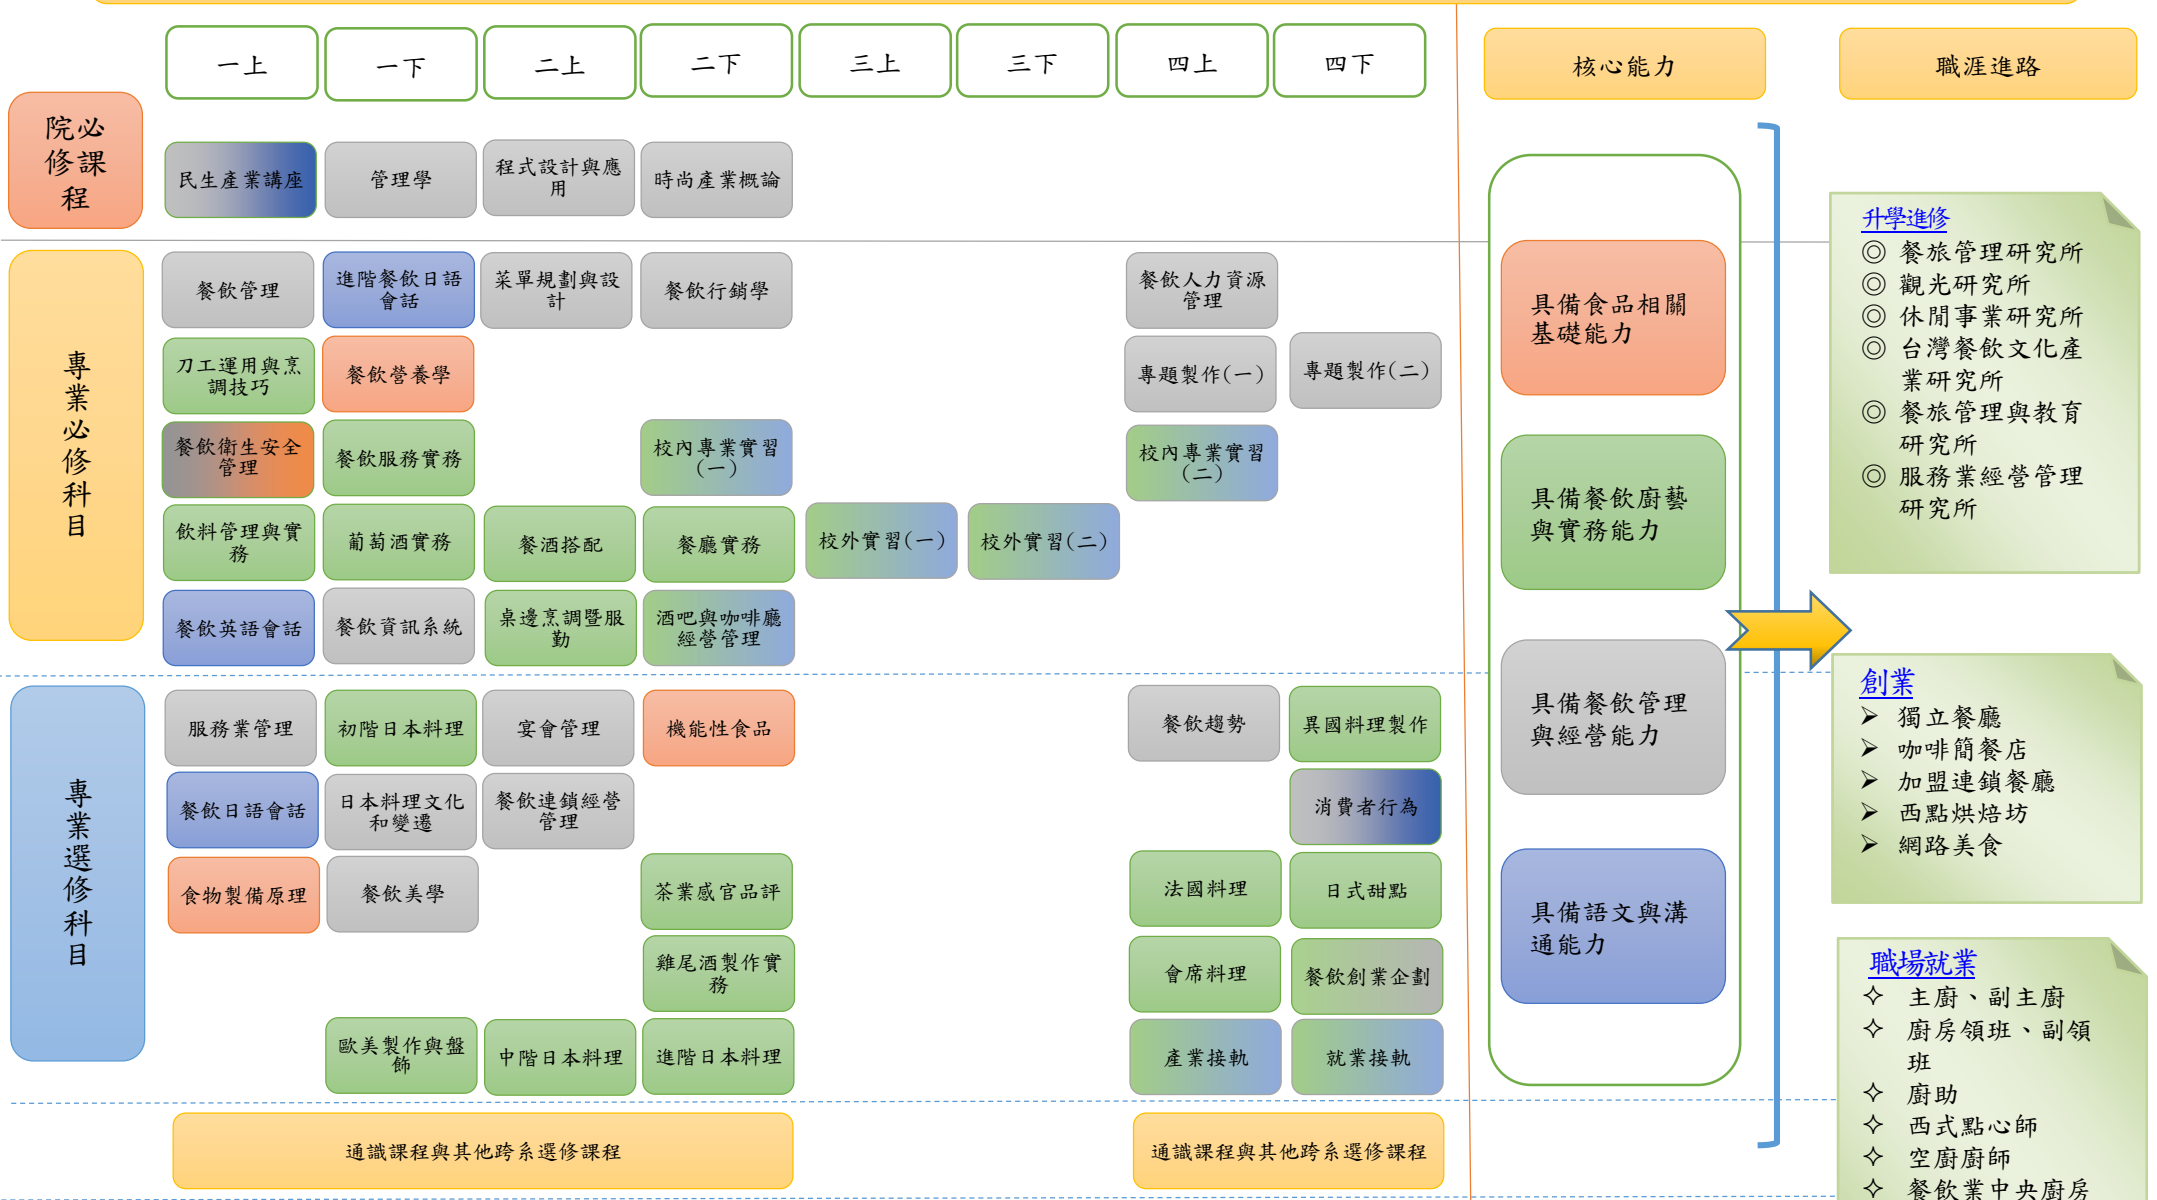 一上
一下
二上
二下
三上
三下
四上
四下
核心能力
職涯進路
院必
修課
程
民生產業講座
管理學
程式設計與應
用
時尚產業概論
專
業
必
修
科
目
餐飲管理
進階餐飲日語
會話
菜單規劃與設
計
餐飲行銷學
餐飲人力資源
管理
刀工運用與烹
調技巧
餐飲營養學
專題製作(一)
專題製作(二)
餐飲衛生安全
管理
餐飲服務實務
校內專業實習
(一)
校內專業實習
(二)
飲料管理與實
務
葡萄酒實務
餐酒搭配
餐廳實務
校外實習(一)
校外實習(二)
餐飲英語會話
餐飲資訊系統
桌邊烹調暨服
勤
酒吧與咖啡廳
經營管理
專
業
選
修
科
目
服務業管理
初階日本料理
宴會管理
機能性食品
餐飲趨勢
異國料理製作
餐飲日語會話
日本料理文化
和變遷
餐飲連鎖經營
管理
消費者行為
食物製備原理
餐飲美學
茶業感官品評
法國料理
日式甜點
雞尾酒製作實
務
會席料理
餐飲創業企劃
歐美製作與盤
飾
中階日本料理
進階日本料理
產業接軌
就業接軌
通識課程與其他跨系選修課程
通識課程與其他跨系選修課程
具備食品相關
基礎能力
具備餐飲廚藝
與實務能力
具備餐飲管理
與經營能力
具備語文與溝
通能力
升學進修
◎ 餐旅管理研究所
◎ 觀光研究所
◎ 休閒事業研究所
◎ 台灣餐飲文化產
業研究所
◎ 餐旅管理與教育
研究所
◎ 服務業經營管理
研究所
創業
➢ 獨立餐廳
➢ 咖啡簡餐店
➢ 加盟連鎖餐廳
➢ 西點烘焙坊
➢ 網路美食
職場就業
✧ 主廚、副主廚
✧ 廚房領班、副領
班
✧ 廚助
✧ 西式點心師
✧ 空廚廚師
✧ 餐飲業中央廚房